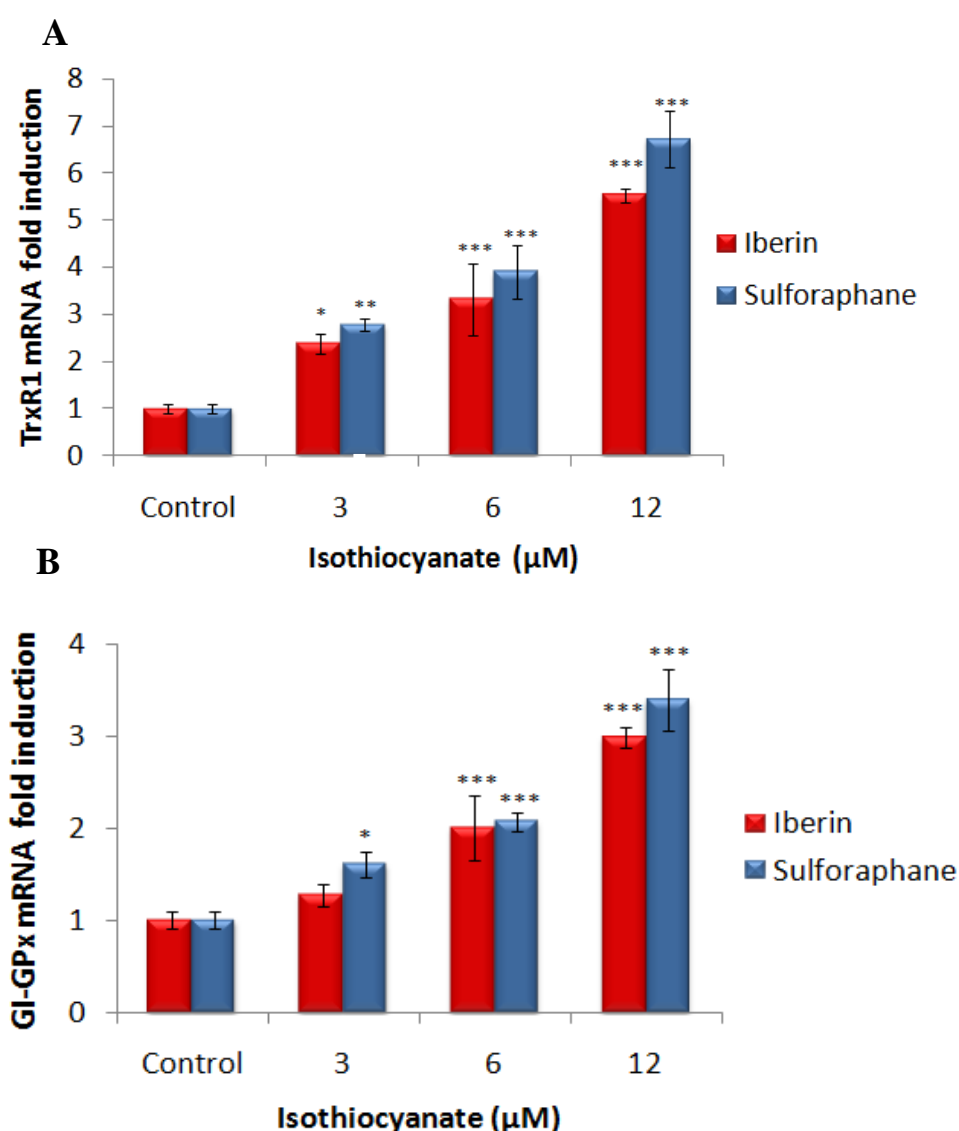 A
TrxR1 mRNA fold induction
8
7
6
5
4
3
2
1
0
* ** *** *** *** ***
Control 3 6 12
Isothiocyanate (µM)
Iberin
Sulforaphane
B
GI-GPx mRNA fold induction
4
3
2
1
0
* *** *** *** ***
Control 3 6 12
Isothiocyanate (µM)
Iberin
Sulforaphane